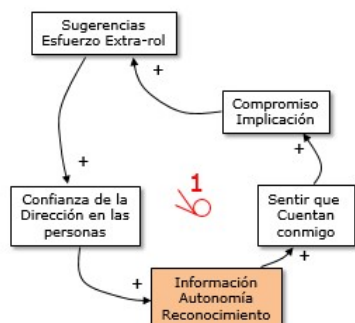 Sugerencias
Esfuerzo Extra-rol
+
Compromiso
Implicación
+
1
+
Confianza de la
Dirección en las
personas
Sentir que
Cuentan
conmigo
+
+
Información
Autonomía
Reconocimiento